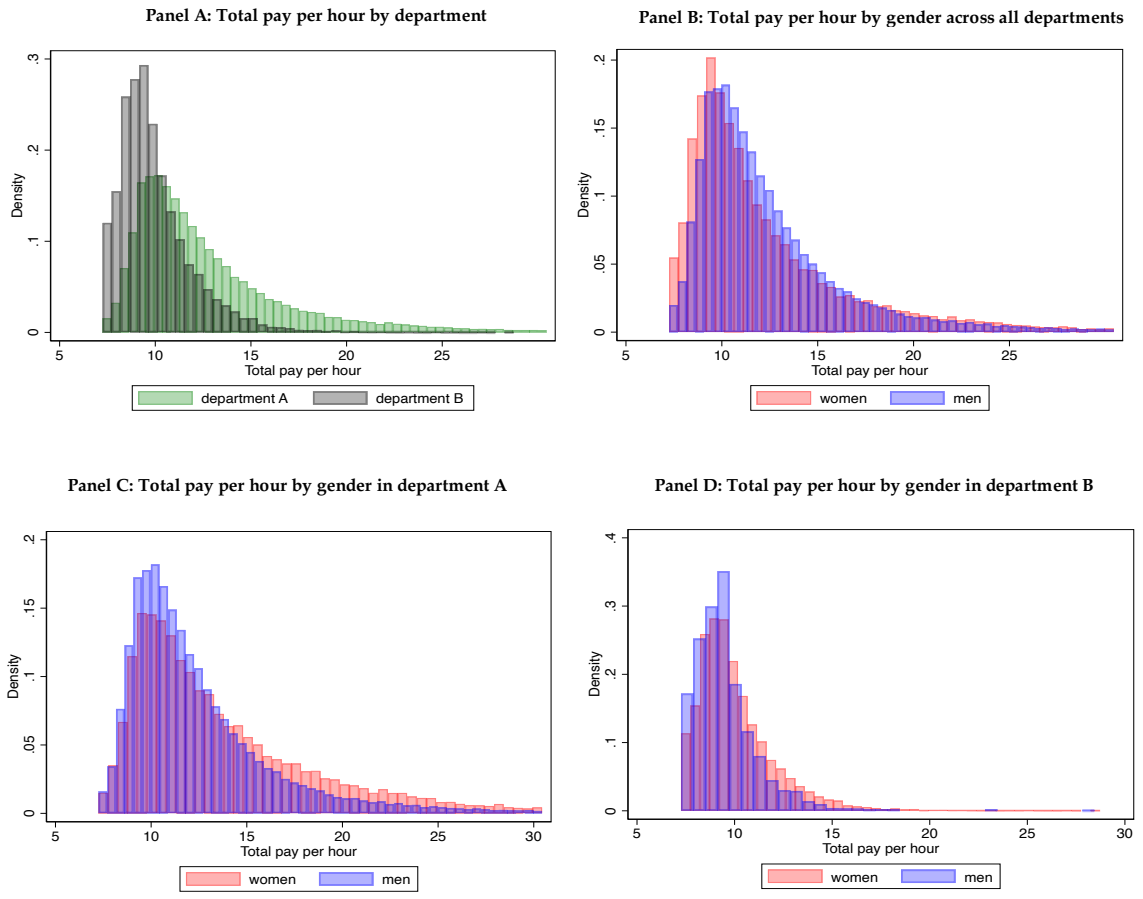 Panel A: Total pay per hour by department
.3
.2
.1
0
Density
5 10 15 20 25
Total pay per hour
department A department B
Panel B: Total pay per hour by gender across all departments
.2
.15
.1
.05
0
Density
5 10 15 20 25
Total pay per hour
women men
Panel C: Total pay per hour by gender in department A
.2
.15
.1
.05
0
Density
5 10 15 20 25 30
Total pay per hour
women men
Panel D: Total pay per hour by gender in department B
.4
.3
.2
.1
0
Density
5 10 15 20 25 30
Total pay per hour
women men